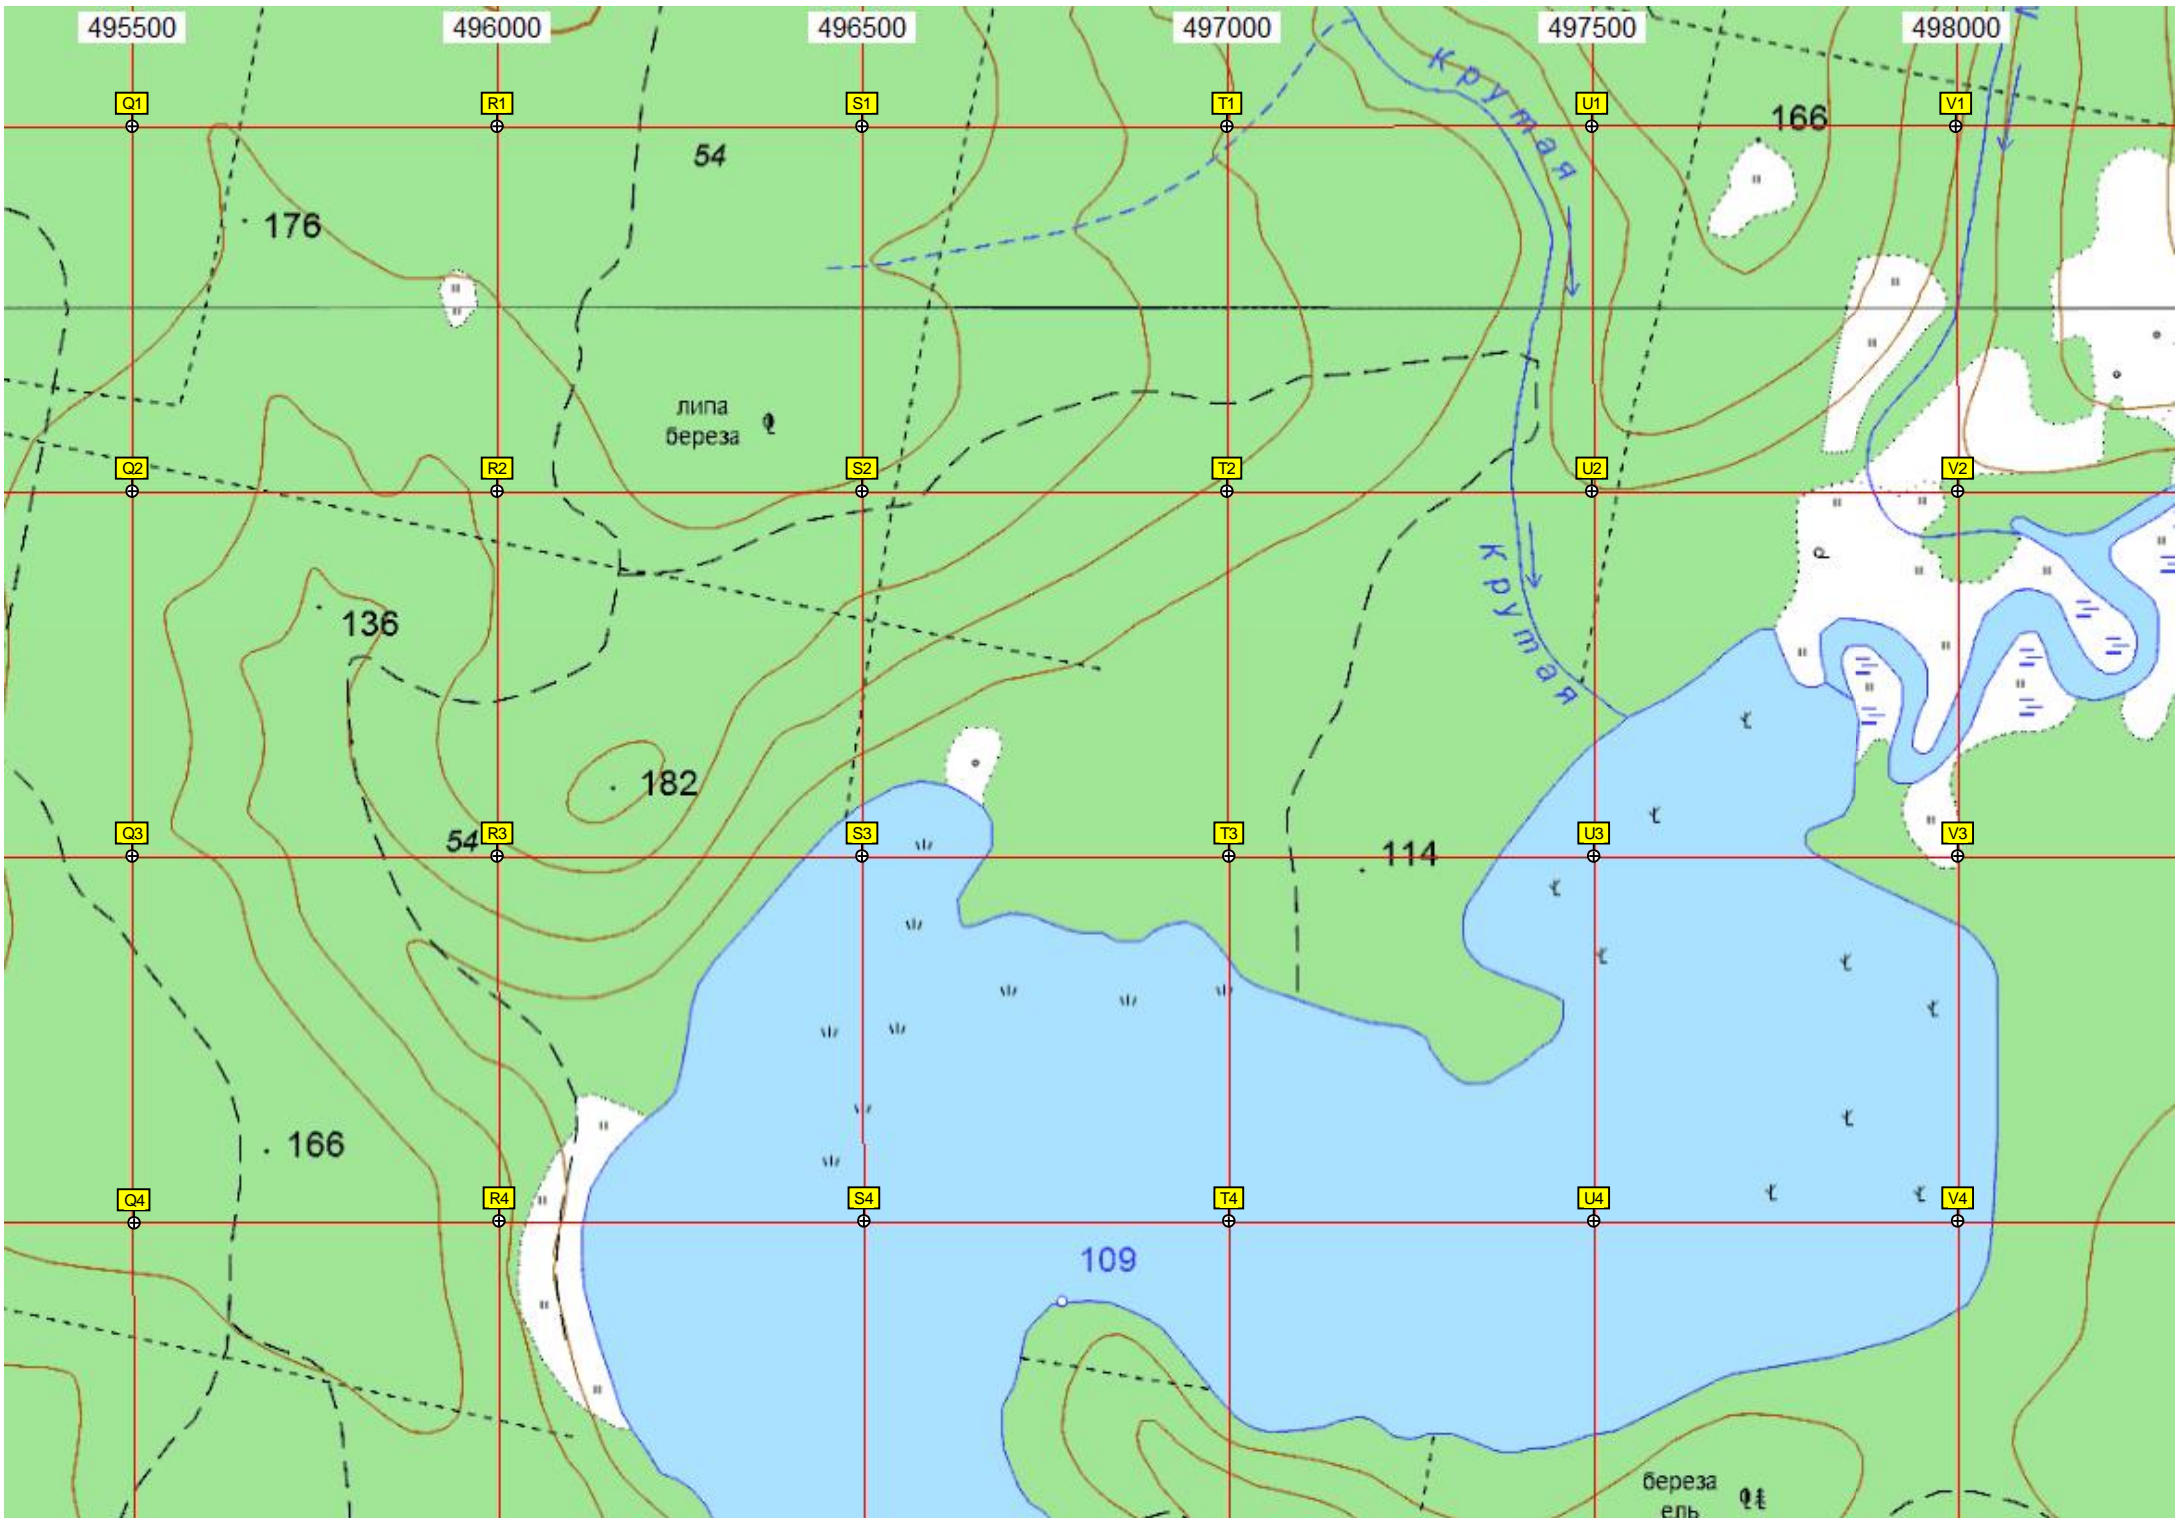 495500 496000 496500 497000 497500 498000
Крутая
Q1 R1 S1 T1 U1 V1
166
54
176
липа
береза
Q2 R2 S2 T2 U2 V2
Крутая
136
182
Q3 54 R3 S3 T3 114 U3 V3
166
Q4 R4 S4 T4 U4 V4
109
береза
ель